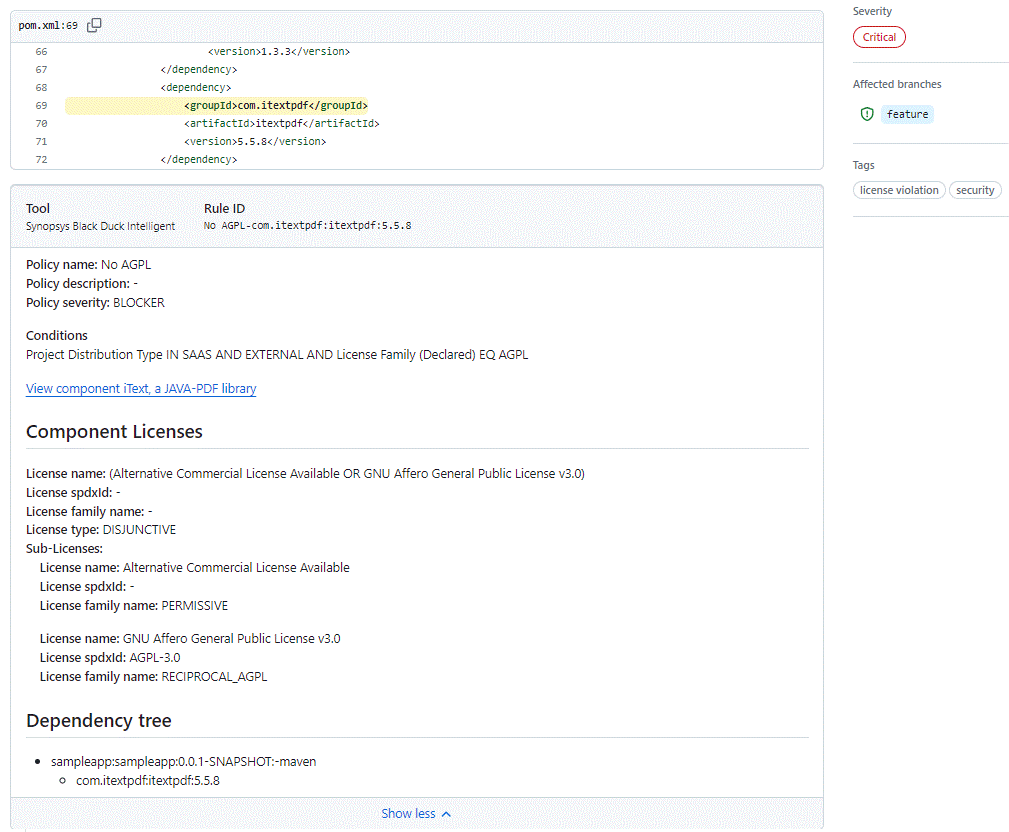 pom.xml:69
66 <version>1.3.3</version>
67 </dependency>
68 <dependency>
69 <groupId>com.itextpdf</groupId>
70 <artifactId>itextpdf</artifactId>
71 <version>5.5.8</version>
72 </dependency>
Tool Rule ID
Synopsys Black Duck Intelligent No AGPL-com.itextpdf:itextpdf:5.5.8
Policy name: No AGPL
Policy description: -
Policy severity: BLOCKER
Conditions
Project Distribution Type IN SAAS AND EXTERNAL AND License Family (Declared) EQ AGPL
View component iText, a JAVA-PDF library
Component Licenses
License name: (Alternative Commercial License Available OR GNU Affero General Public License v3.0)
License spdxId: -
License family name: -
License type: DISJUNCTIVE
Sub-Licenses:
License name: Alternative Commercial License Available
License spdxId: -
License family name: PERMISSIVE
License name: GNU Affero General Public License v3.0
License spdxId: AGPL-3.0
License family name: RECIPROCAL_AGPL
Dependency tree
sampleapp:sampleapp:0.0.1-SNAPSHOT:-maven
com.itextpdf:itextpdf:5.5.8
Show less
Severity
Critical
Affected branches
feature
Tags
license violation security